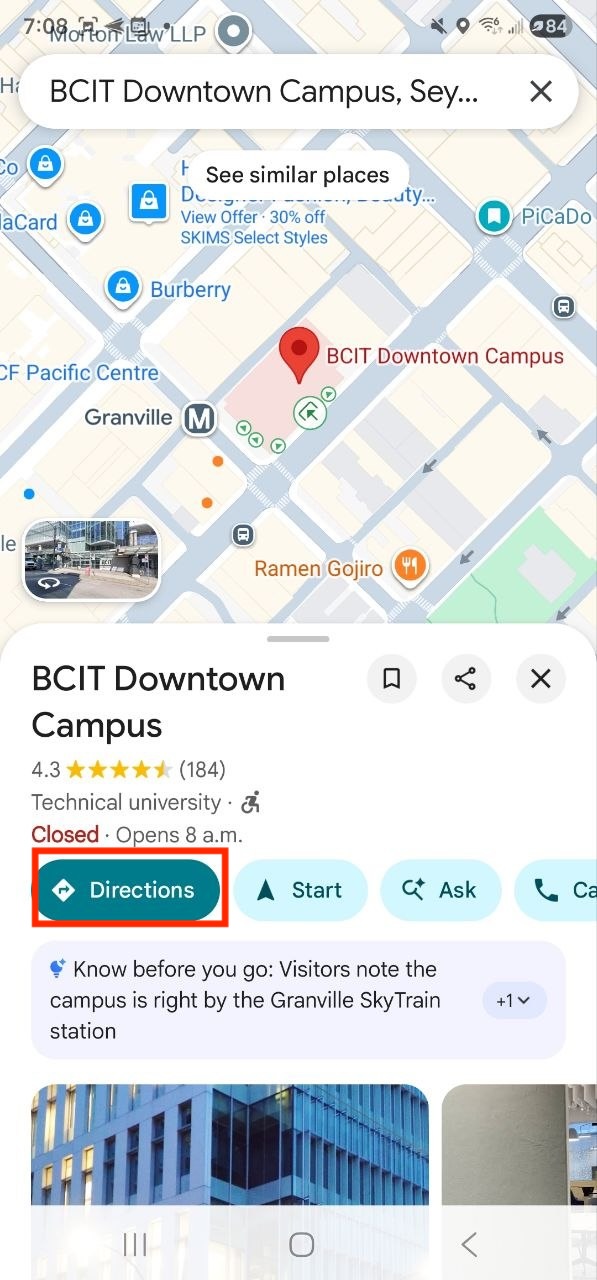 7:08
84
Morton Law LLP
BCIT Downtown Campus, Sey...
See similar places
View Offer · 30% off
SKIMS Select Styles
PiCaDo
Burberry
BCIT Downtown Campus
CF Pacific Centre
Granville
M
Ramen Gojiro
BCIT Downtown
Campus
4.3 (184)
Technical university ·
Closed · Opens 8 a.m.
Directions
Start
Ask
Ca
Know before you go: Visitors note the
campus is right by the Granville SkyTrain
station
+1